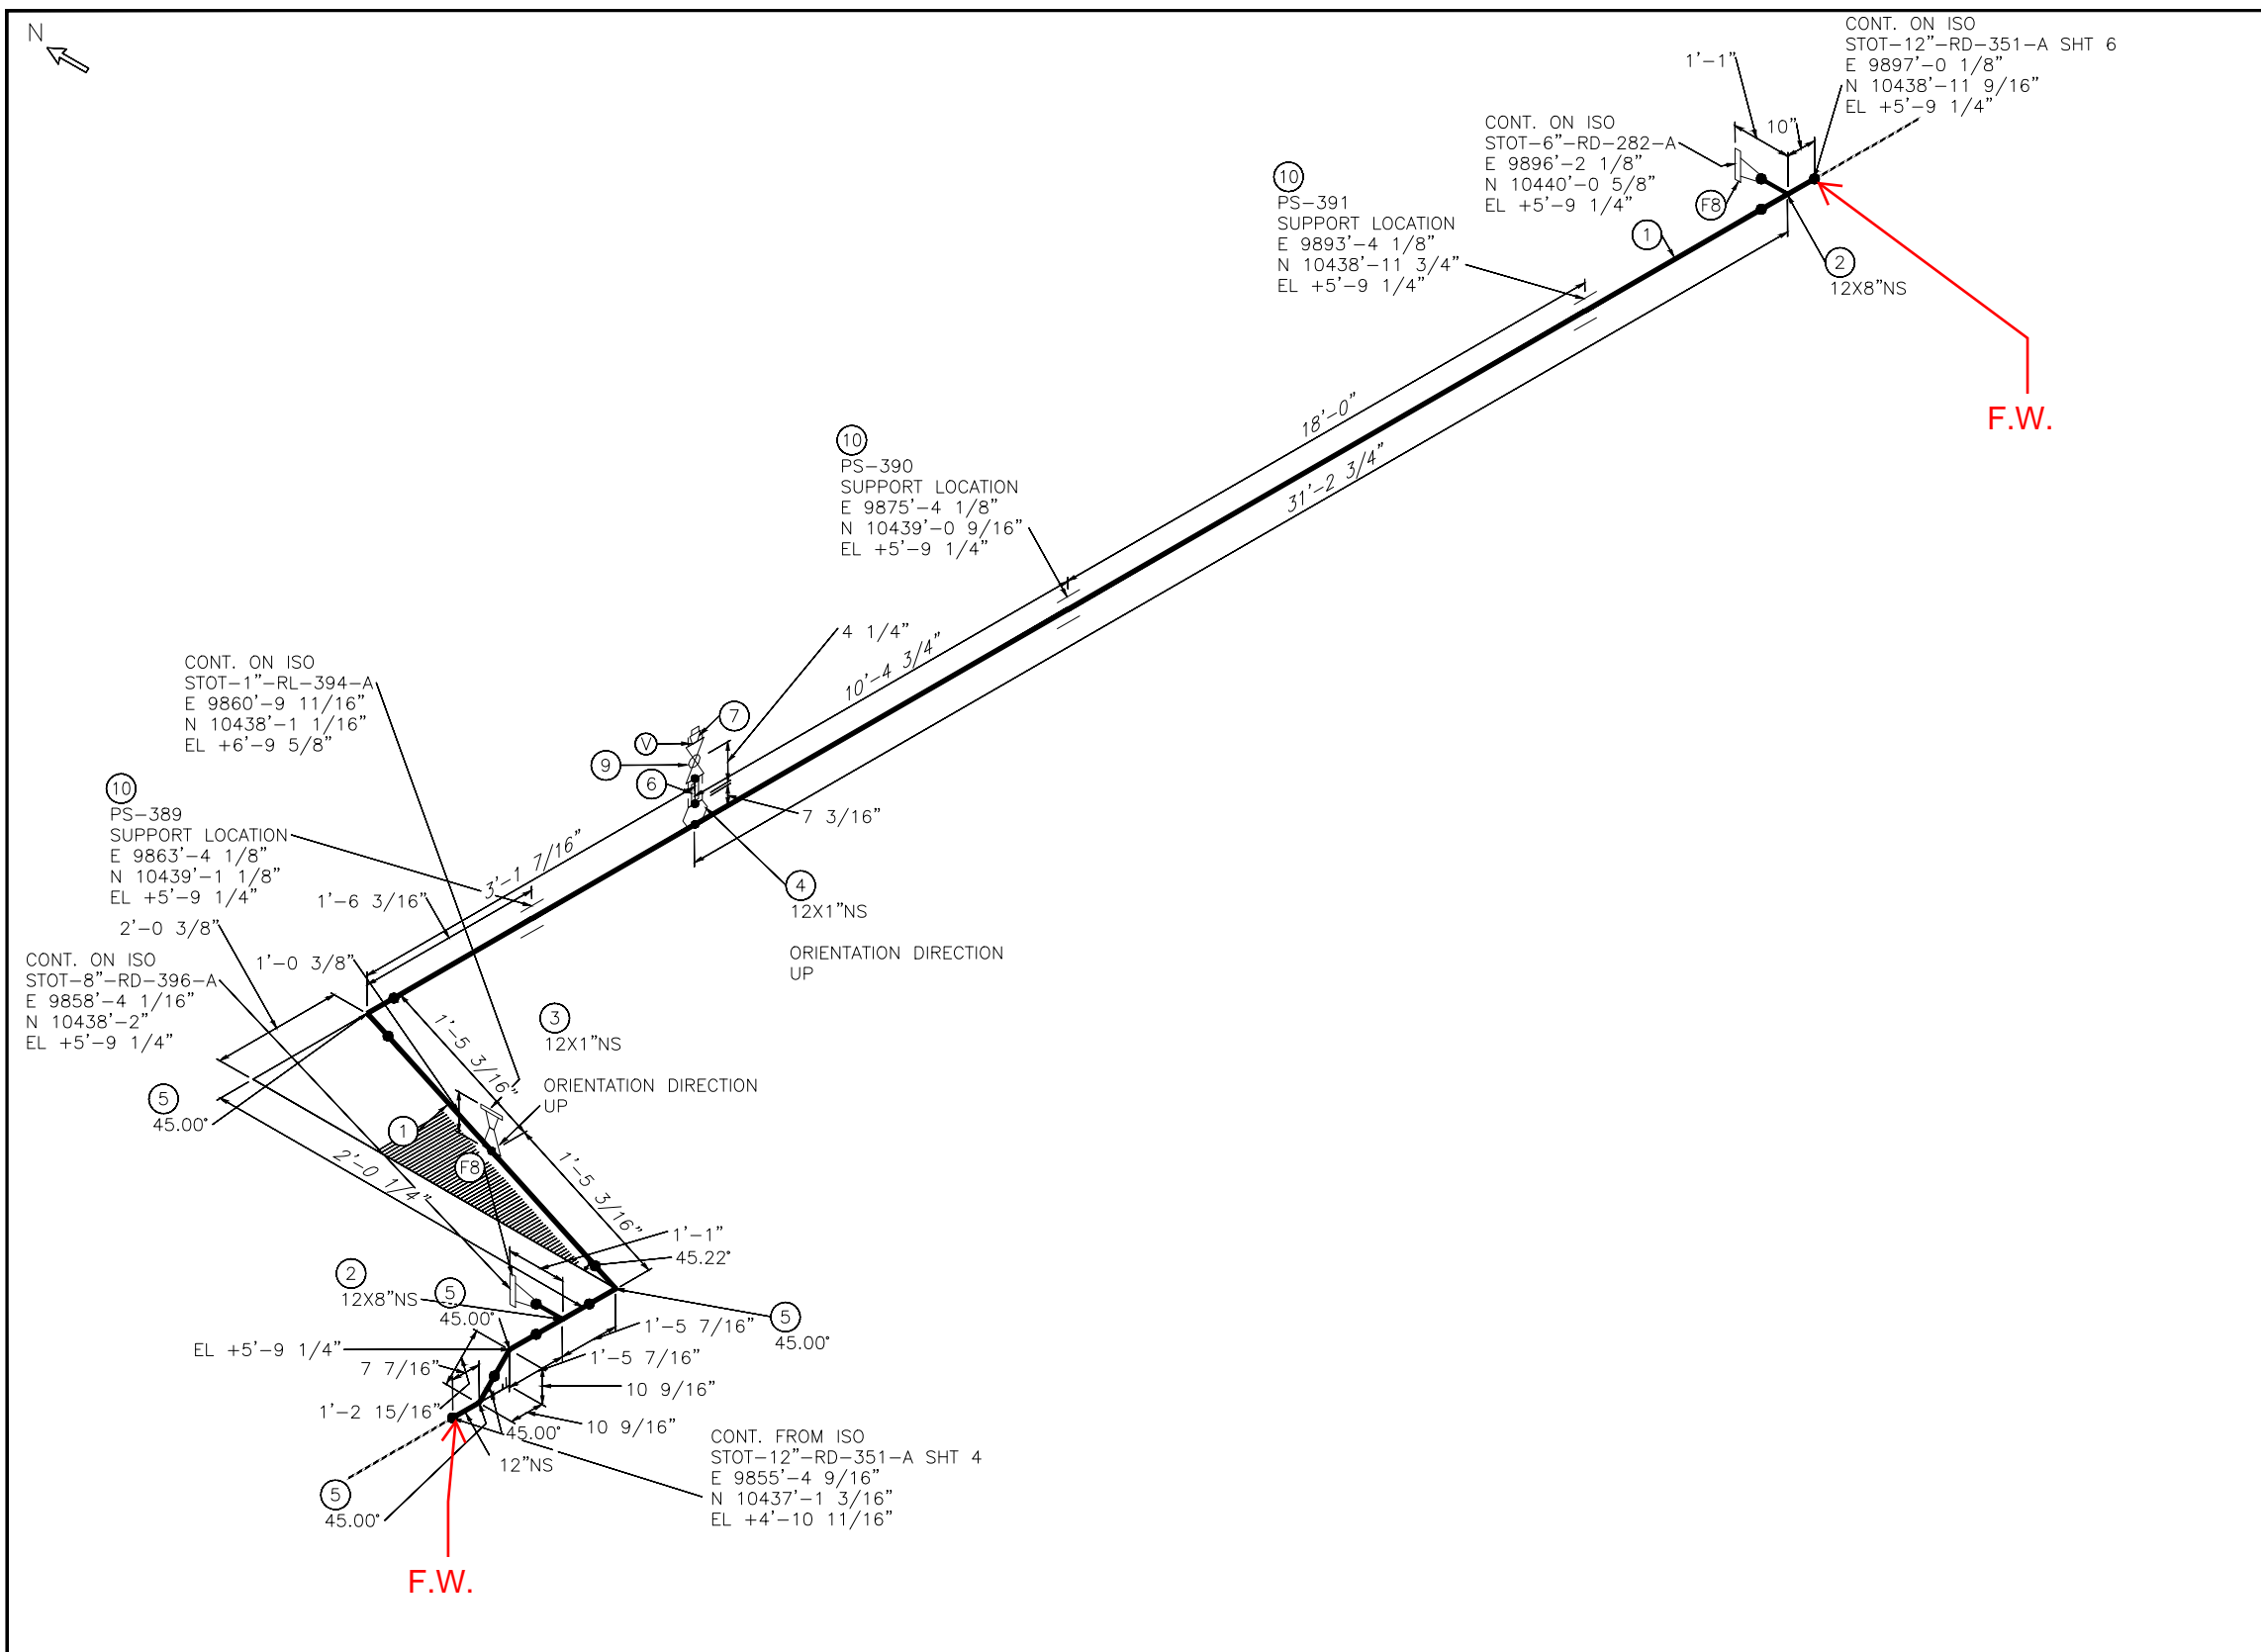 N
CONT. ON ISO
STOT-12"-RD-351-A SHT 6
E 9897'-0 1/8"
N 10438'-11 9/16"
EL +5'-9 1/4"
1'-1"
10"
CONT. ON ISO
STOT-6"-RD-282-A
E 9896'-2 1/8"
N 10440'-0 5/8"
EL +5'-9 1/4"
F8
10
PS-391
SUPPORT LOCATION
E 9893'-4 1/8"
N 10438'-11 3/4"
EL +5'-9 1/4"
1
2
12X8"NS
F.W.
18'-0"
31'-2 3/4"
10
PS-390
SUPPORT LOCATION
E 9875'-4 1/8"
N 10439'-0 9/16"
EL +5'-9 1/4"
4 1/4"
10'-4 3/4"
CONT. ON ISO
STOT-1"-RL-394-A
E 9860'-9 11/16"
N 10438'-1 1/16"
EL +6'-9 5/8"
7
V
9
6
7 3/16"
10
PS-389
SUPPORT LOCATION
E 9863'-4 1/8"
N 10439'-1 1/8"
EL +5'-9 1/4"
3'-1 7/16"
1'-6 3/16"
4
12X1"NS
ORIENTATION DIRECTION
UP
2'-0 3/8"
1'-0 3/8"
CONT. ON ISO
STOT-8"-RD-396-A
E 9858'-4 1/16"
N 10438'-2"
EL +5'-9 1/4"
3
12X1"NS
ORIENTATION DIRECTION
UP
1'-5 3/16"
5
45.00°
1
F8
2'-0 1/4"
1'-5 3/16"
1'-1"
45.22°
2
12X8"NS
5
45.00°
5
45.00°
EL +5'-9 1/4"
7 7/16"
1'-5 7/16"
1'-5 7/16"
10 9/16"
1'-2 15/16"
45.00°
10 9/16"
12"NS
CONT. FROM ISO
STOT-12"-RD-351-A SHT 4
E 9855'-4 9/16"
N 10437'-1 3/16"
EL +4'-10 11/16"
5
45.00°
F.W.